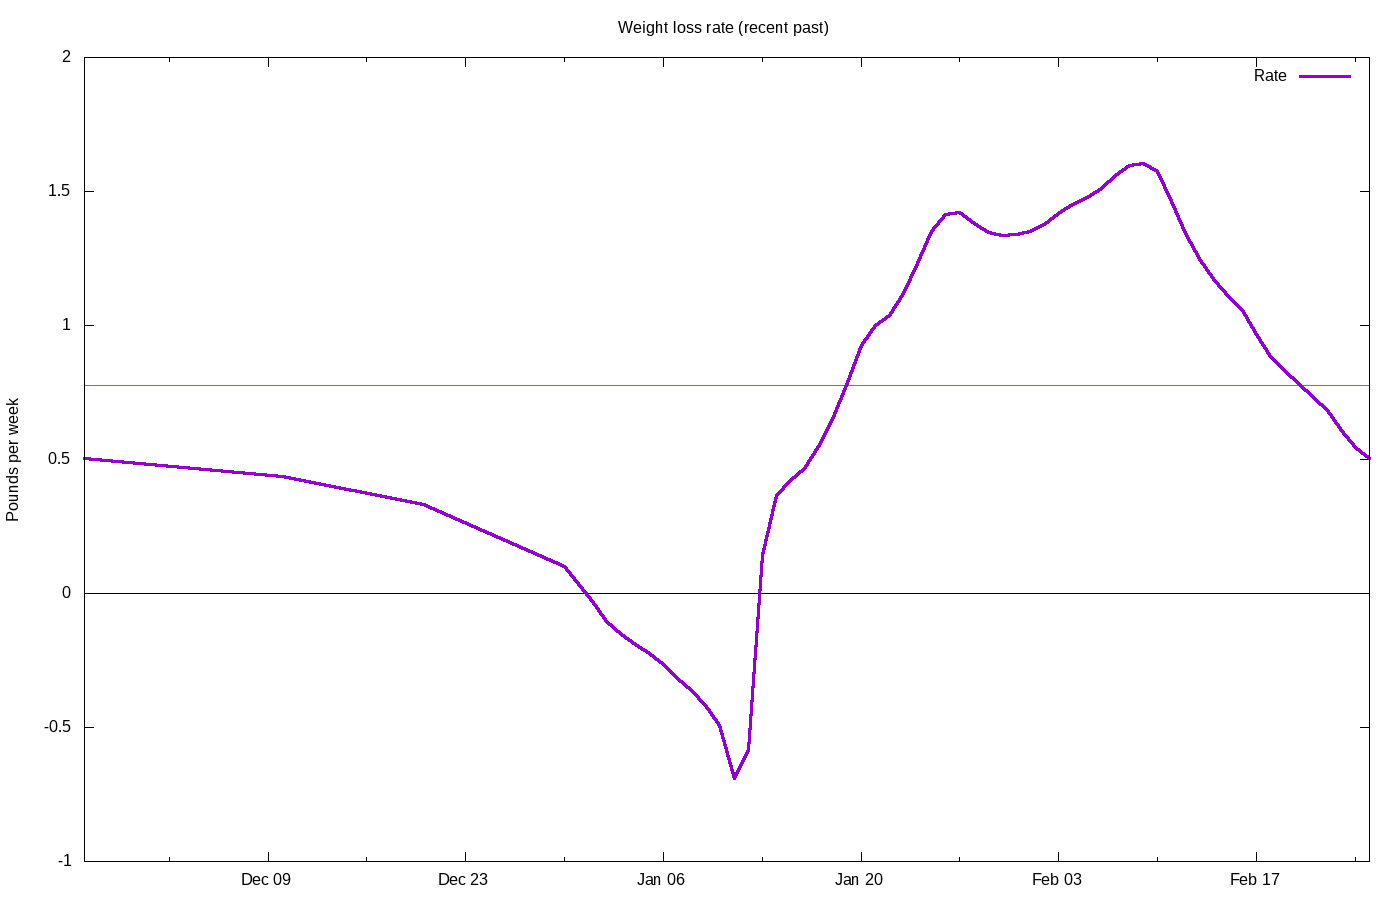 Weight loss rate (recent past)
Rate
2
1.5
1
0.5
0
-0.5
-1
Pounds per week
Dec 09
Dec 23
Jan 06
Jan 20
Feb 03
Feb 17